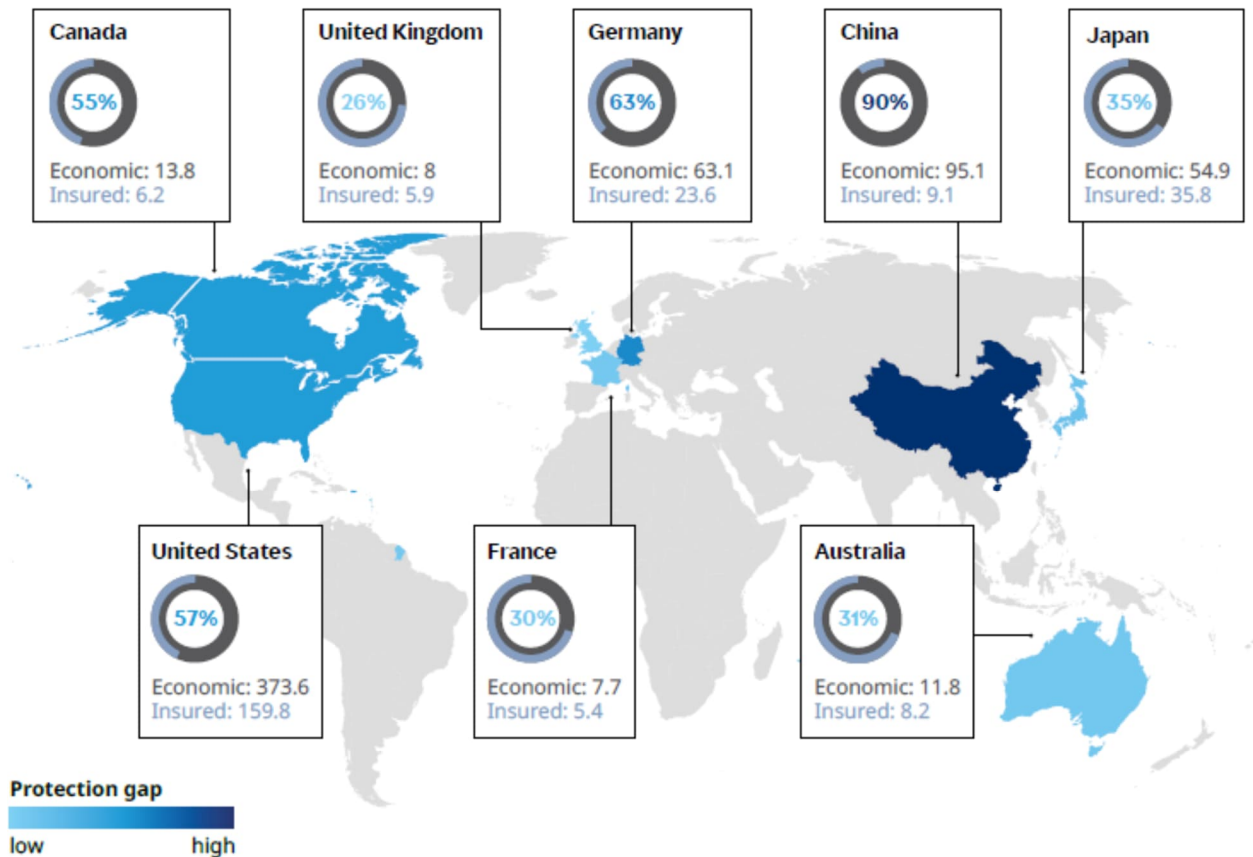 Canada
55%
Economic: 13.8
Insured: 6.2
United Kingdom
26%
Economic: 8
Insured: 5.9
Germany
63%
Economic: 63.1
Insured: 23.6
China
90%
Economic: 95.1
Insured: 9.1
Japan
35%
Economic: 54.9
Insured: 35.8
United States
57%
Economic: 373.6
Insured: 159.8
France
30%
Economic: 7.7
Insured: 5.4
Australia
31%
Economic: 11.8
Insured: 8.2
Protection gap
low high